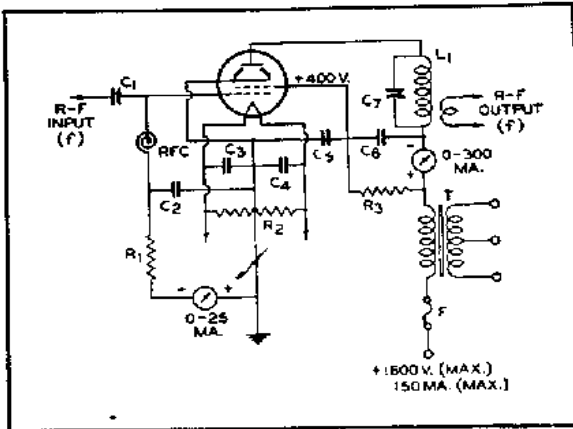 +400 V.
L1
C1
C7
R-F
INPUT
(f)
R-F
OUTPUT
(f)
RFC
C3
C4
C5
C6
0-300
MA.
C2
R3
T
R2
R1
0-25
MA.
F
+1600 V. (MAX.)
150 MA. (MAX.)